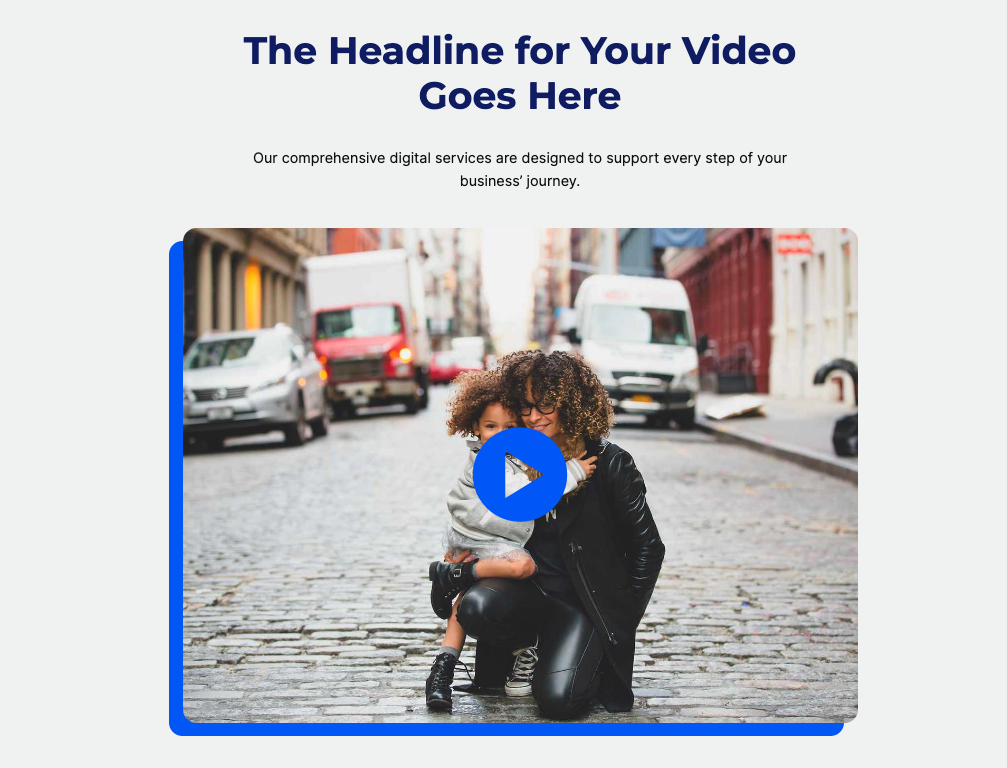 The Headline for Your Video
Goes Here
Our comprehensive digital services are designed to support every step of your
business’ journey.